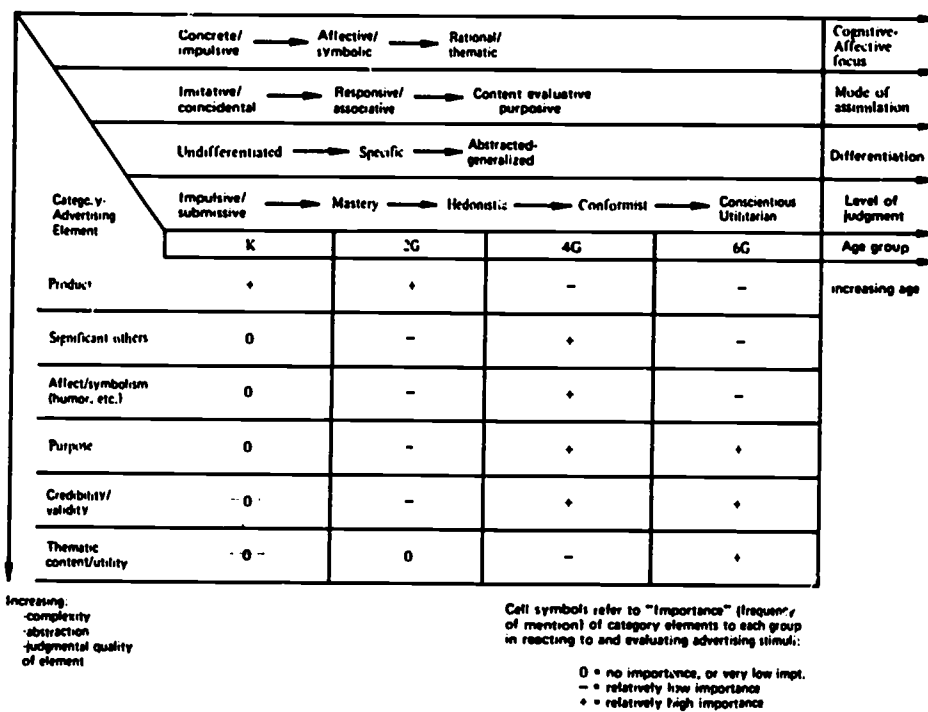 Concrete/ Affective/ Rational/ Cognitive-
impulsive symbolic thematic Affective
focus
Imitative/ Responsive/ Content evaluative Mode of
coincidental associative purposive assimilation
Undifferentiated Specific Abstracted- Differentiation
generalized
Impulsive/ Mastery Hedonistic Conformist Conscientious Level of
submissive Utilitarian judgment
Category-
Advertising
Element
K 2G 4G 6G Age group
Product + + - - increasing age
Significant others 0 - + -
Affect/symbolism 0 - + -
(humor, etc.)
Purpose 0 - + +
Credibility/ 0 - + +
validity
Thematic 0 0 - +
content/utility
Increasing:
-complexity
-abstraction
-judgmental quality
of element
Cell symbols refer to "Importance" (frequency
of mention) of category elements to each group
in reacting to and evaluating advertising stimuli:
0 = no importance, or very low impt.
- = relatively low importance
+ = relatively high importance